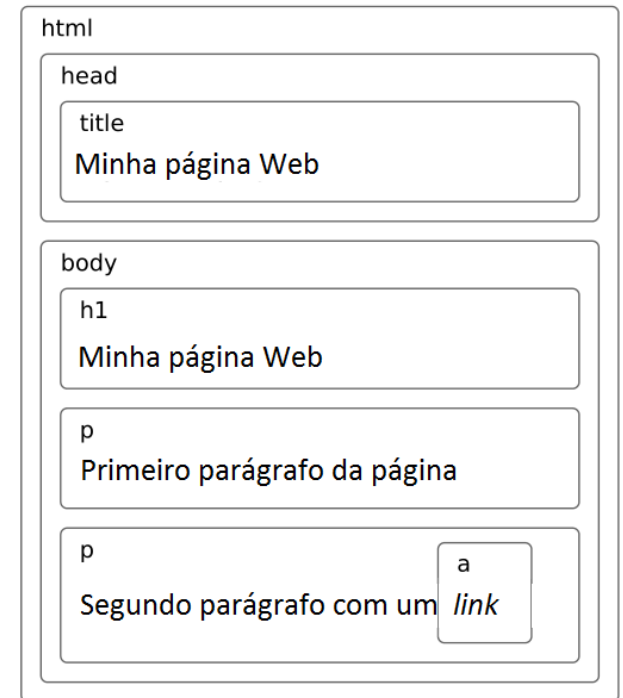 html
head
title
Minha página Web
body
h1
Minha página Web
p
Primeiro parágrafo da página
p
a
Segundo parágrafo com um link